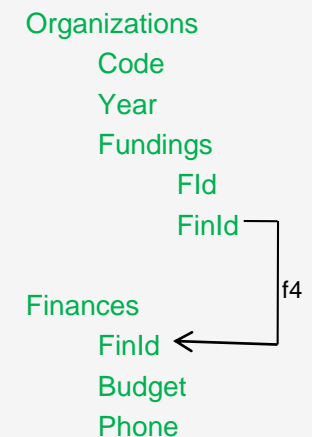 Organizations
Code
Year
Fundings
FId
FinId
f4
Finances
FinId
Budget
Phone